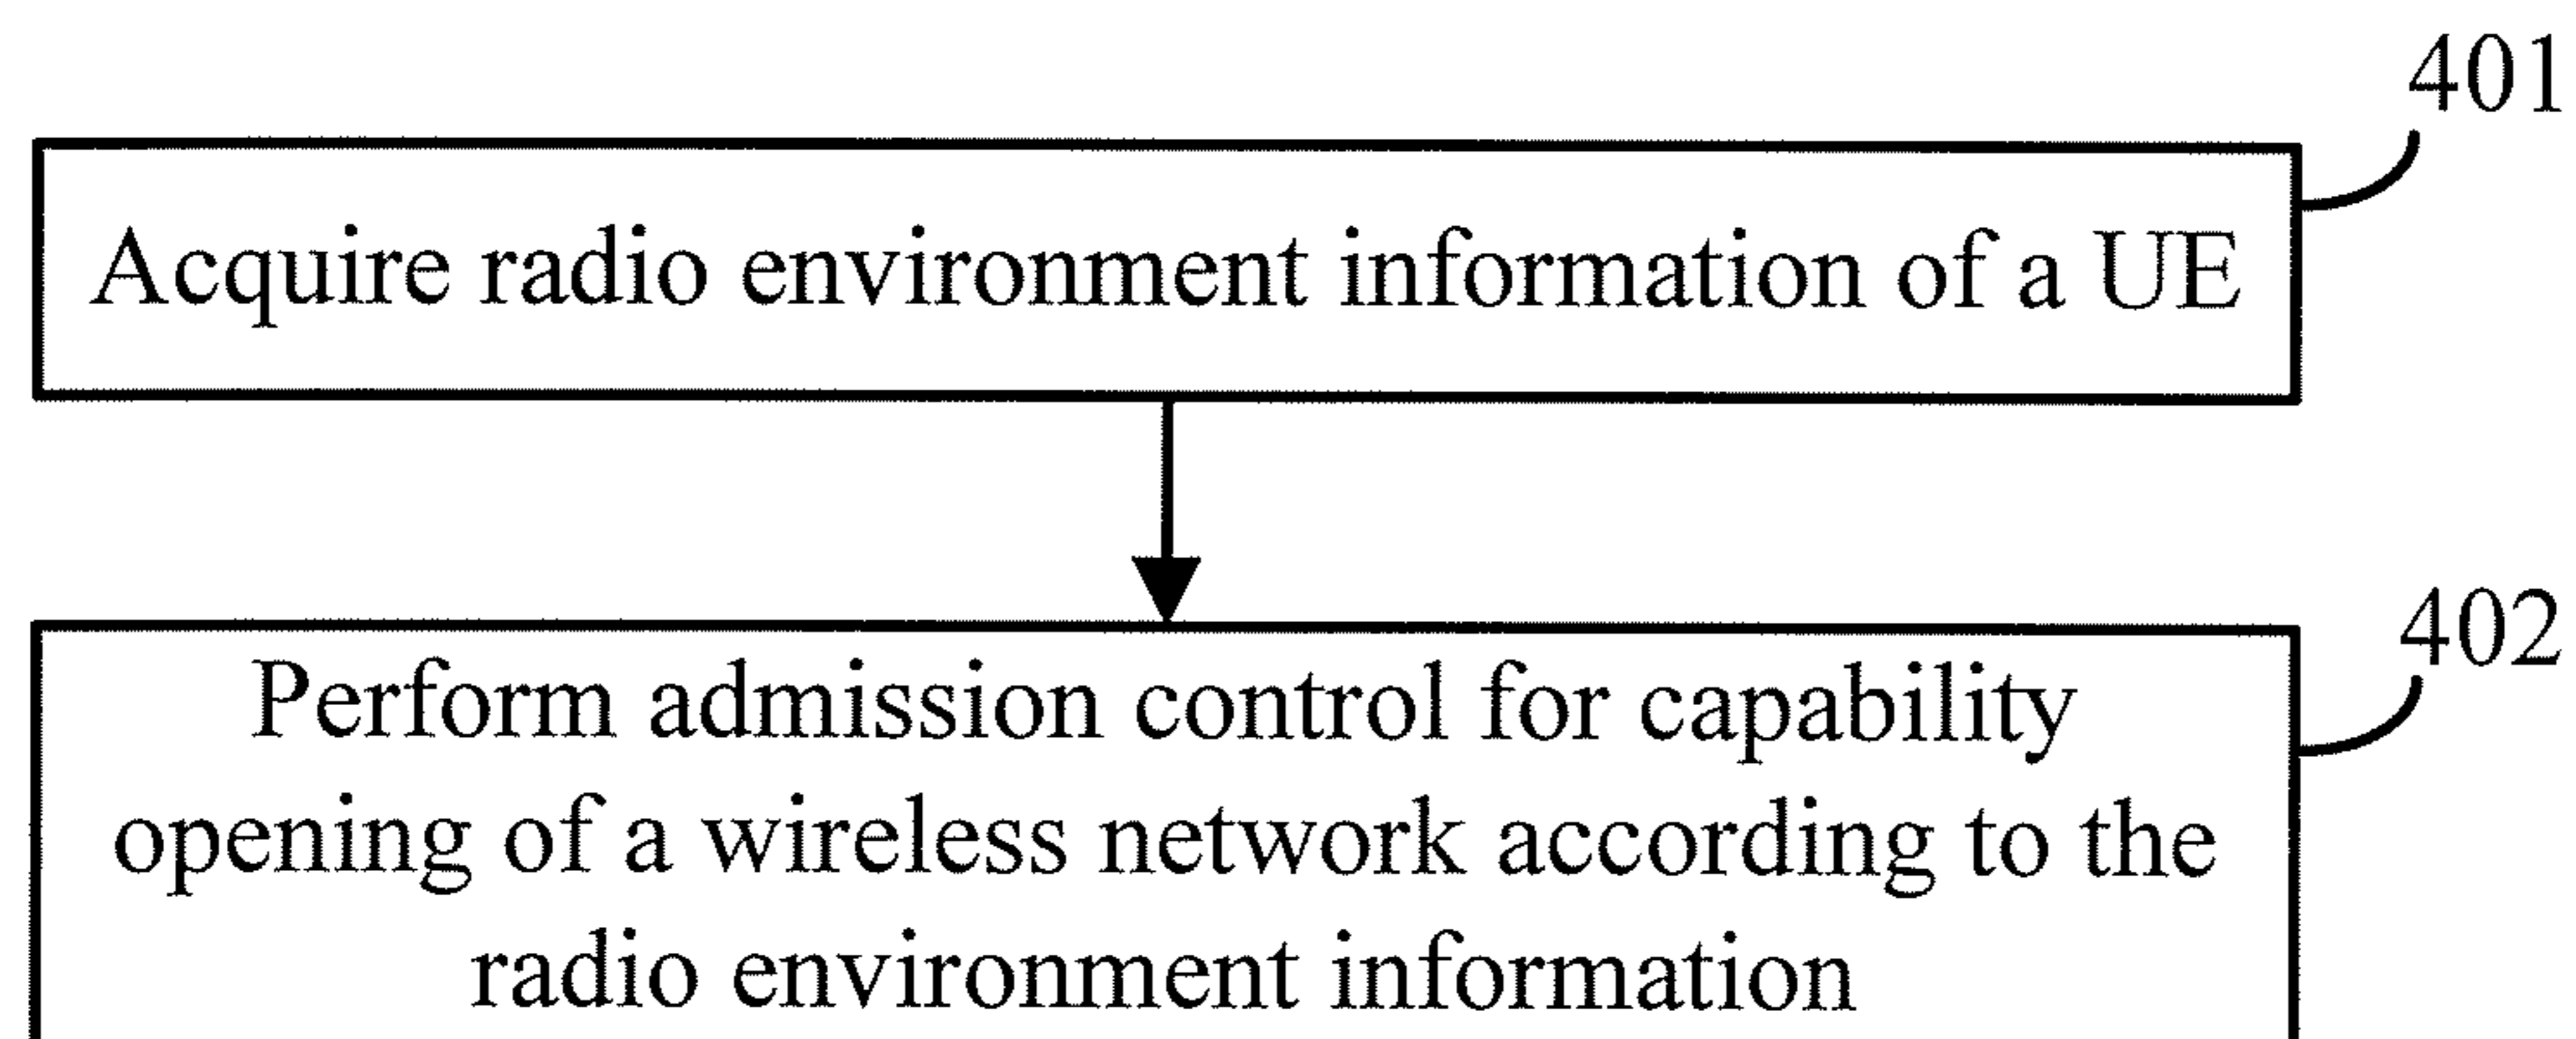 401
Acquire radio environment information of a UE
402
Perform admission control for capability
opening of a wireless network according to the
radio environment information